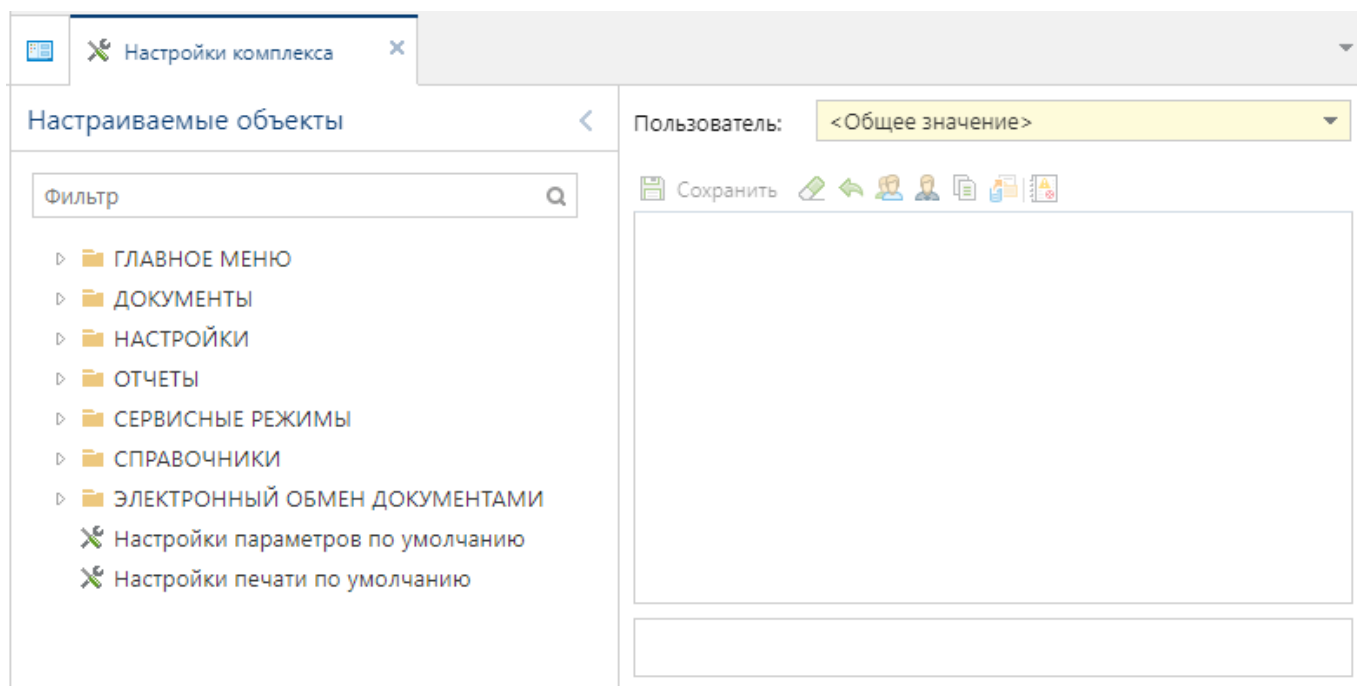 Настройки комплекса
Настраиваемые объекты
Пользователь: <Общее значение>
Фильтр
Сохранить
ГЛАВНОЕ МЕНЮ
ДОКУМЕНТЫ
НАСТРОЙКИ
ОТЧЕТЫ
СЕРВИСНЫЕ РЕЖИМЫ
СПРАВОЧНИКИ
ЭЛЕКТРОННЫЙ ОБМЕН ДОКУМЕНТАМИ
Настройки параметров по умолчанию
Настройки печати по умолчанию